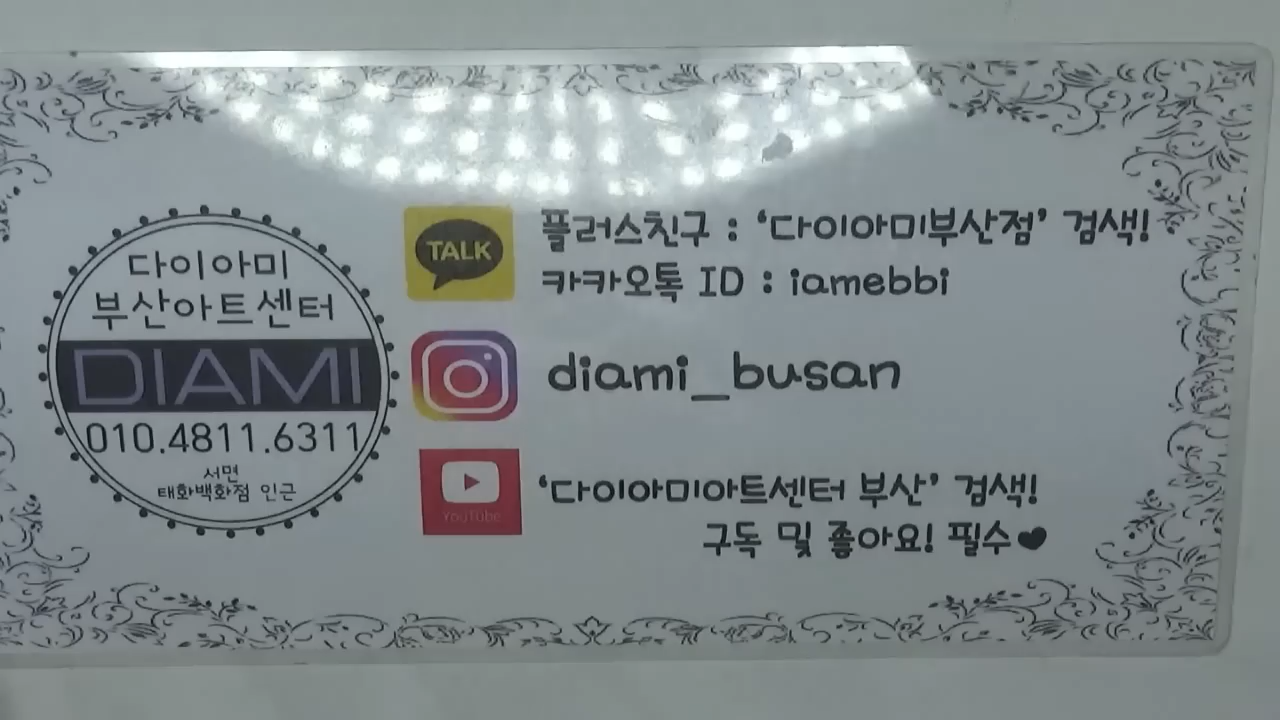 다이아미
부산아트센터
DIAMI
010.4811.6311
서면
태화백화점 인근
TALK
플러스친구 : ‘다이아미부산점’ 검색!
카카오톡 ID : iamebbi
diami_busan
YouTube
‘다이아미아트센터 부산’ 검색!
구독 및 좋아요! 필수♥